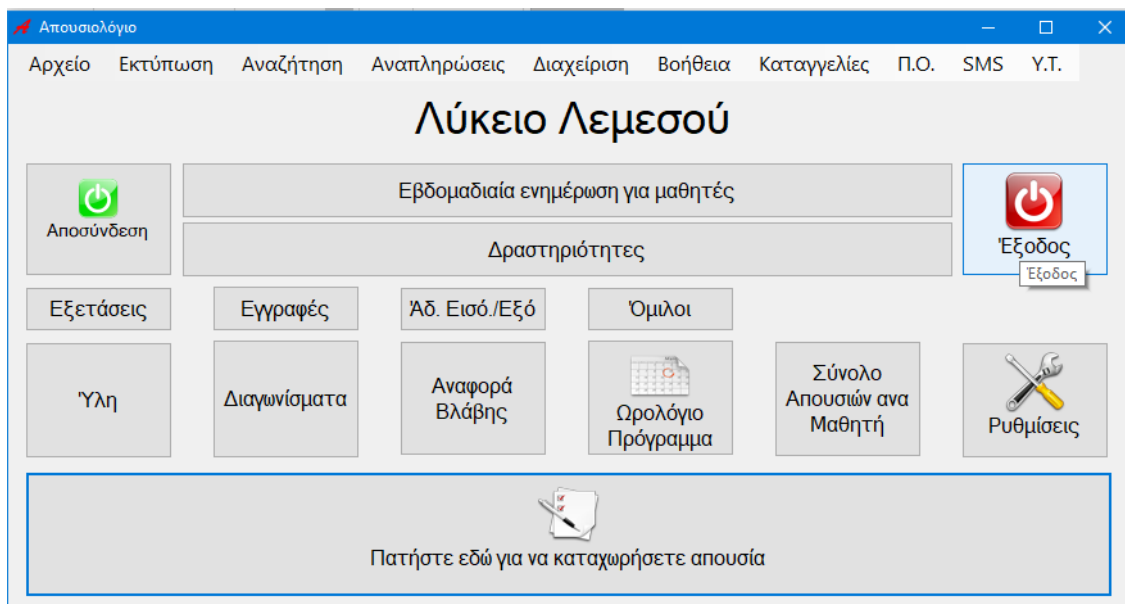 Απουσιολόγιο
Αρχείο Εκτύπωση Αναζήτηση Αναπληρώσεις Διαχείριση Βοήθεια Καταγγελίες Π.Ο. SMS Υ.Τ.
Λύκειο Λεμεσού
Αποσύνδεση
Εβδομαδιαία ενημέρωση για μαθητές
Δραστηριότητες
Έξοδος
Έξοδος
Εξετάσεις Εγγραφές Άδ. Εισό./Εξό Όμιλοι
Ύλη
Διαγωνίσματα
Αναφορά
Βλάβης
Ωρολόγιο
Πρόγραμμα
Σύνολο
Απουσιών ανα
Μαθητή
Ρυθμίσεις
Πατήστε εδώ για να καταχωρήσετε απουσία